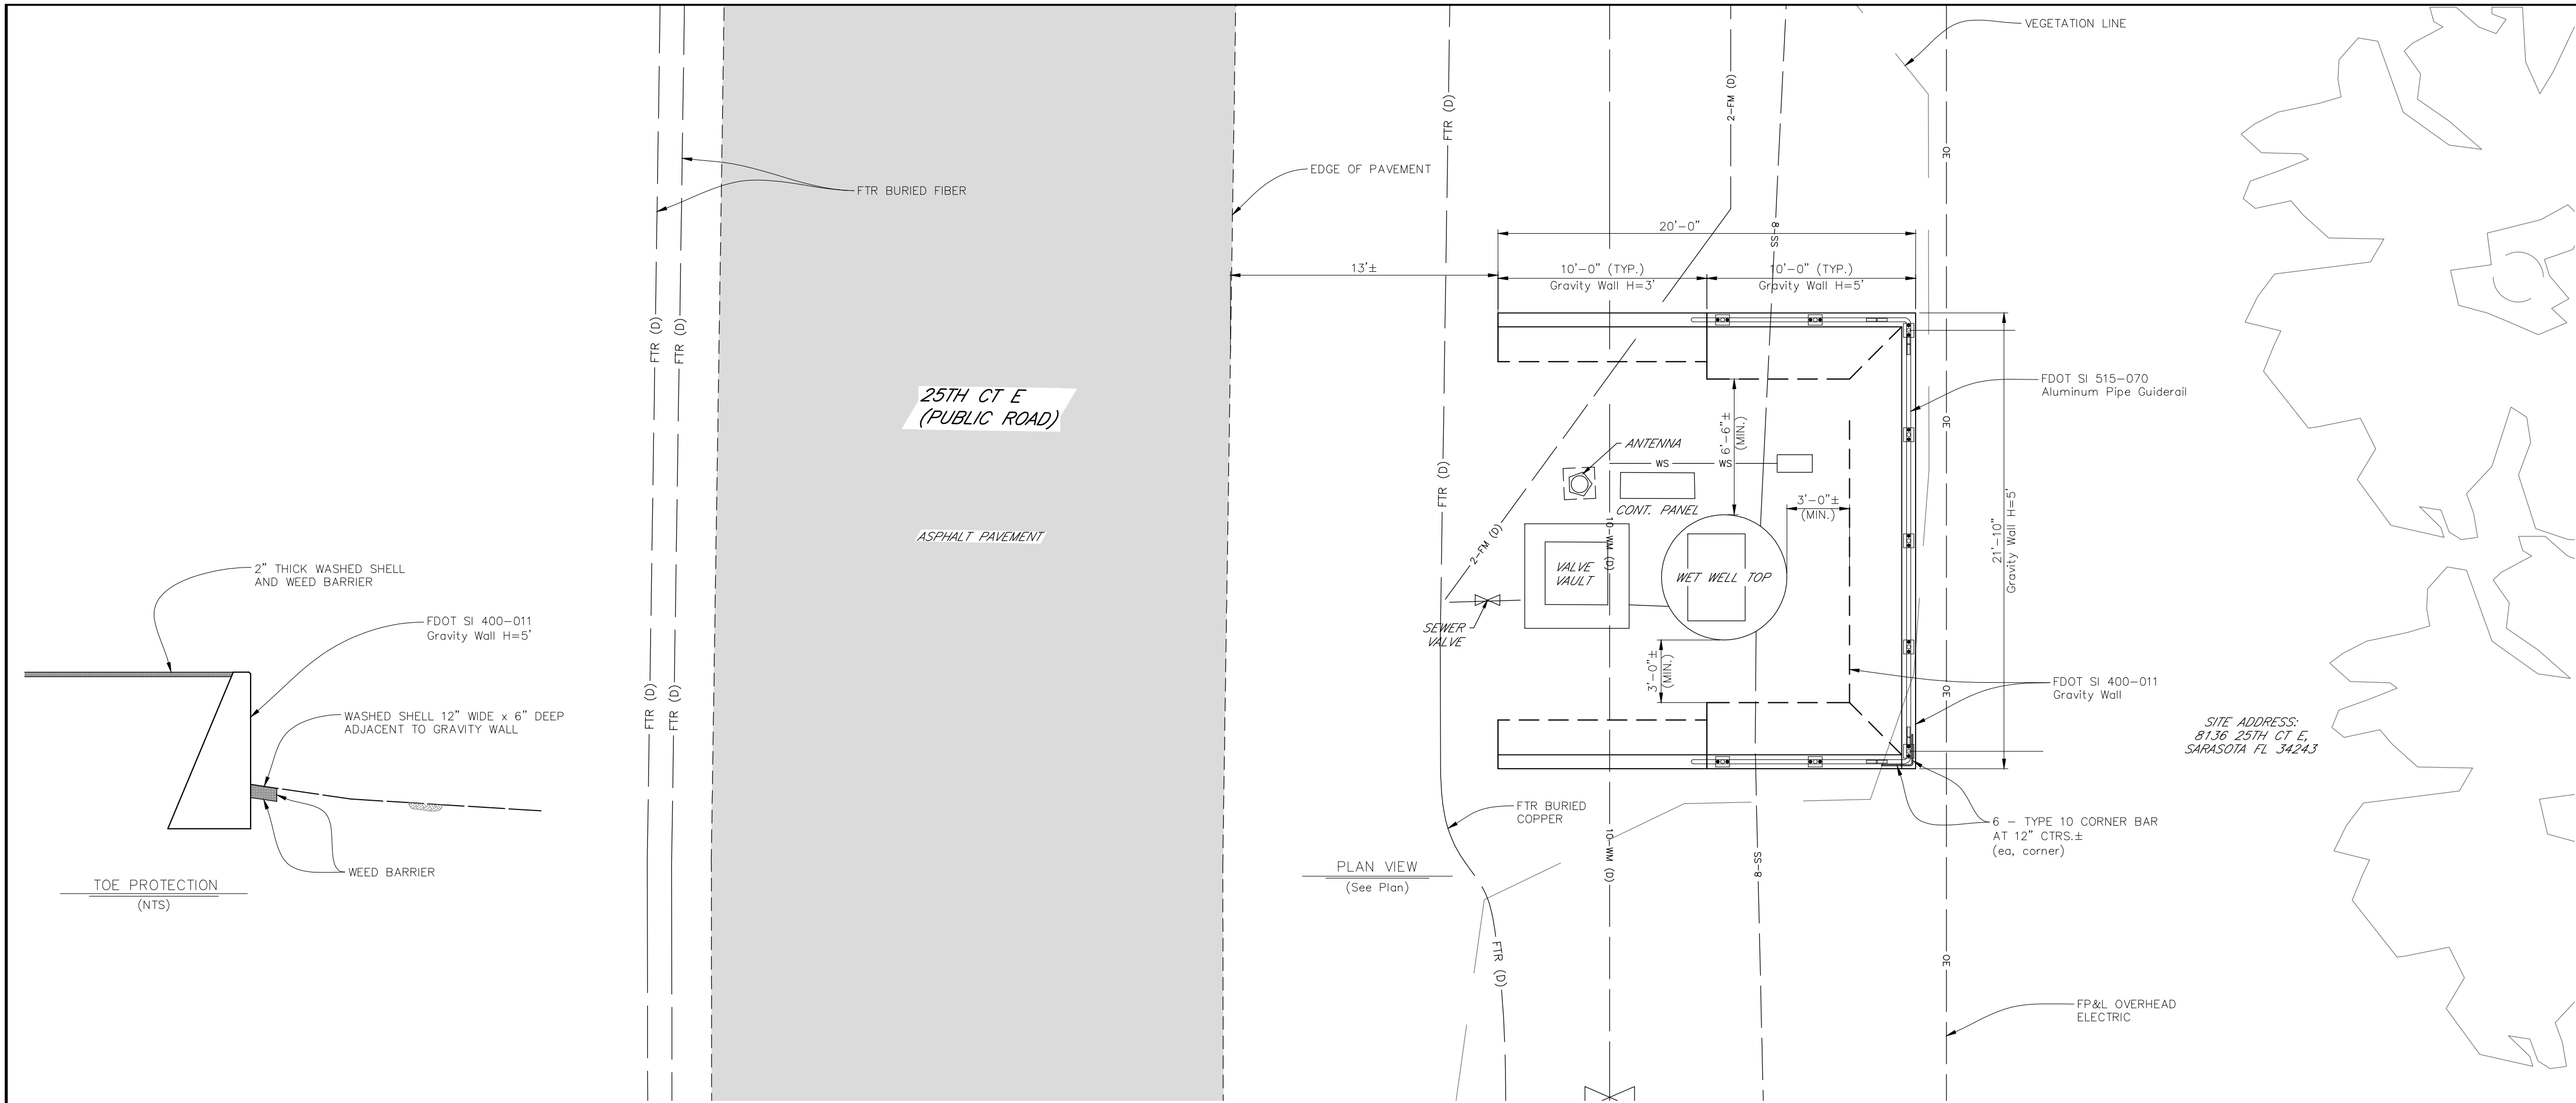 VEGETATION LINE
FTR (D)
2-FM (D)
OE
FTR BURIED FIBER
EDGE OF PAVEMENT
20'-0"
8-SS
13'±
10'-0" (TYP.)
Gravity Wall H=3'
10'-0" (TYP.)
Gravity Wall H=5'
FTR (D)
FTR (D)
25TH CT E
(PUBLIC ROAD)
FDOT SI 515-070
Aluminum Pipe Guiderail
OE
6'-6"±
(MIN.)
ANTENNA
WS
WS
FTR (D)
3'-0"±
(MIN.)
CONT. PANEL
21'-10"
Gravity Wall H=5'
ASPHALT PAVEMENT
2-FM (D)
10-WM (D)
VALVE
VAULT
WET WELL TOP
2" THICK WASHED SHELL
AND WEED BARRIER
FDOT SI 400-011
Gravity Wall H=5'
SEWER
VALVE
3'-0"±
(MIN.)
FTR (D)
FTR (D)
FDOT SI 400-011
Gravity Wall
OE
WASHED SHELL 12" WIDE x 6" DEEP
ADJACENT TO GRAVITY WALL
SITE ADDRESS:
8136 25TH CT E,
SARASOTA FL 34243
FTR BURIED
COPPER
6 - TYPE 10 CORNER BAR
AT 12" CTRS.±
(ea, corner)
10-WM (D)
8-SS
WEED BARRIER
PLAN VIEW
(See Plan)
TOE PROTECTION
(NTS)
FTR (D)
OE
FP&L OVERHEAD
ELECTRIC